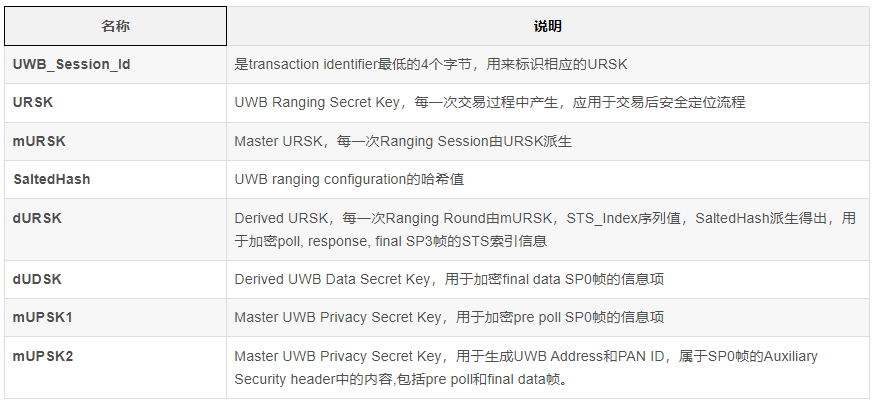 名称
说明
UWB_Session_Id
是transaction identifier最低的4个字节，用来标识相应的URSK
URSK
UWB Ranging Secret Key，每一次交易过程中产生，应用于交易后安全定位流程
mURSK
Master URSK，每一次Ranging Session由URSK派生
SaltedHash
UWB ranging configuration的哈希值
dURSK
Derived URSK，每一次Ranging Round由mURSK，STS_Index序列值，SaltedHash派生得出，用
于加密poll, response, final SP3帧的STS索引信息
dUDSK
Derived UWB Data Secret Key，用于加密final data SP0帧的信息项
mUPSK1
Master UWB Privacy Secret Key，用于加密pre poll SP0帧的信息项
mUPSK2
Master UWB Privacy Secret Key，用于生成UWB Address和PAN ID，属于SP0帧的Auxiliary
Security header中的内容,包括pre poll和final data帧。